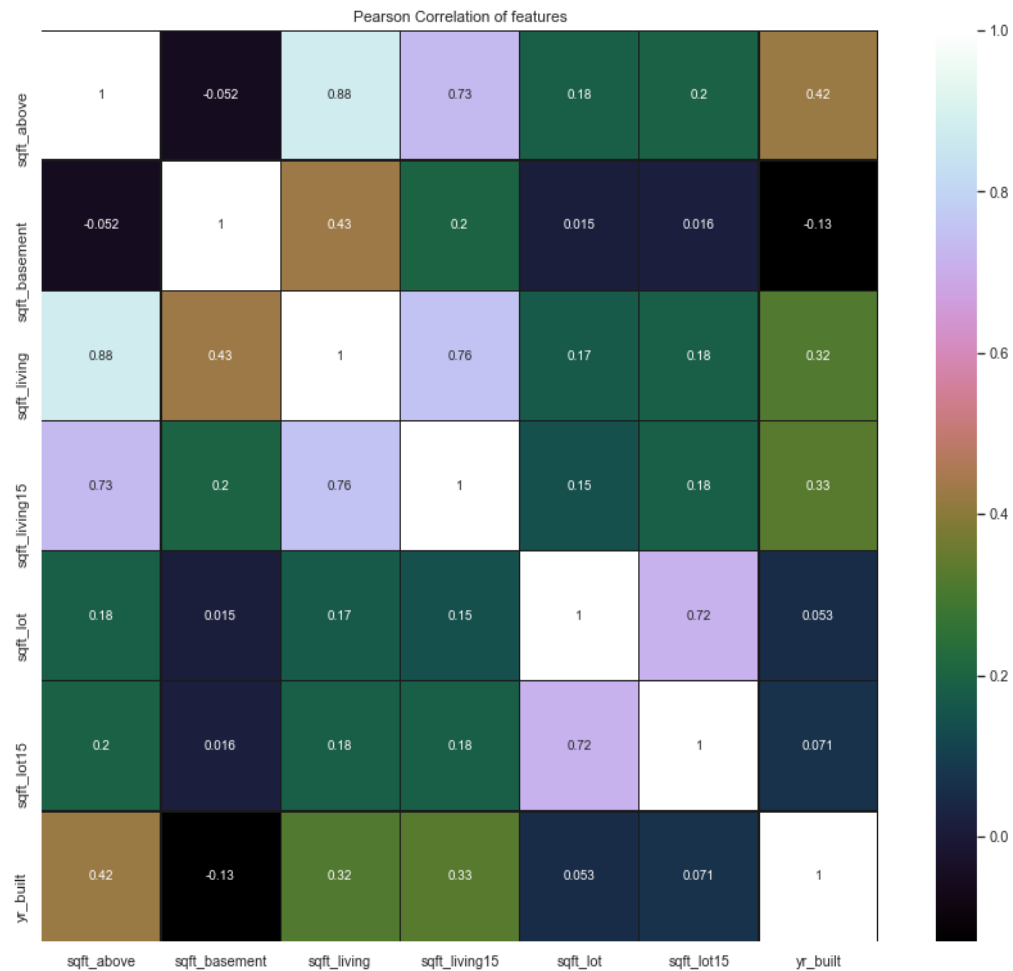 Pearson Correlation of features
sqft_above 1 -0.052 0.88 0.73 0.18 0.2 0.42
sqft_basement -0.052 1 0.43 0.2 0.015 0.016 -0.13
sqft_living 0.88 0.43 1 0.76 0.17 0.18 0.32
sqft_living15 0.73 0.2 0.76 1 0.15 0.18 0.33
sqft_lot 0.18 0.015 0.17 0.15 1 0.72 0.053
sqft_lot15 0.2 0.016 0.18 0.18 0.72 1 0.071
yr_built 0.42 -0.13 0.32 0.33 0.053 0.071 1
sqft_above sqft_basement sqft_living sqft_living15 sqft_lot sqft_lot15 yr_built
1.0
0.8
0.6
0.4
0.2
0.0